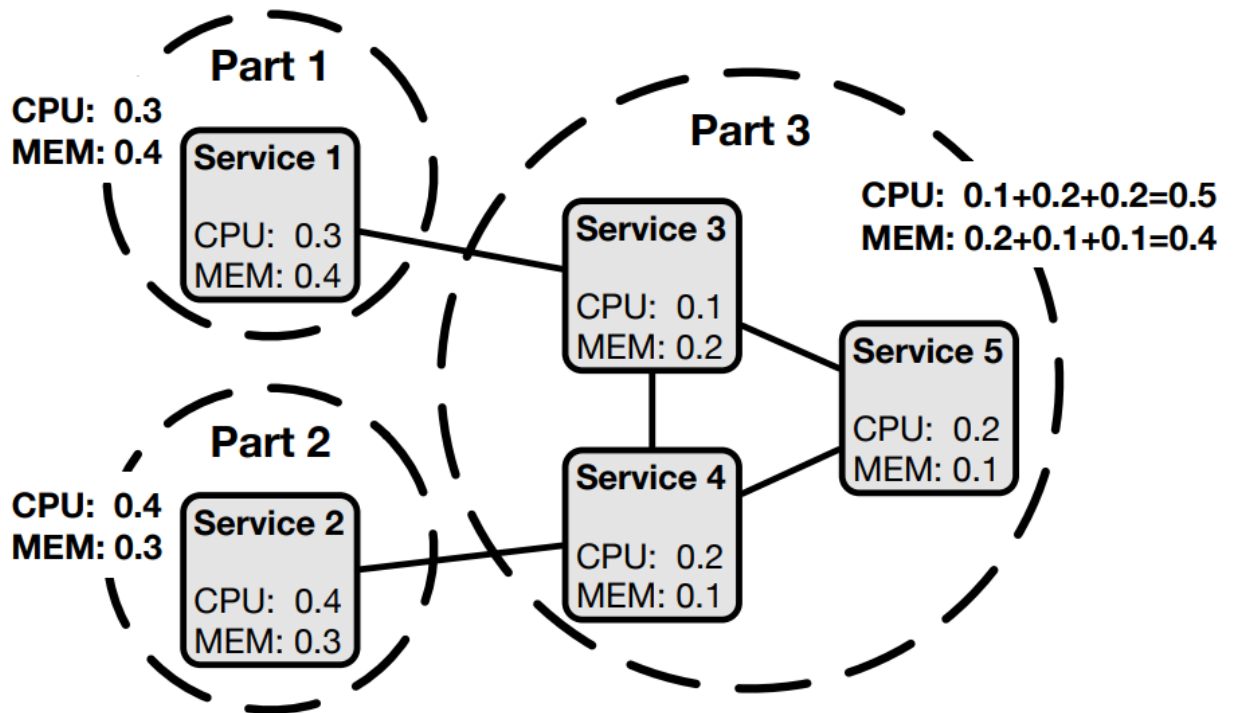 Part 1
CPU: 0.3
MEM: 0.4
Service 1
CPU: 0.3
MEM: 0.4
Part 2
CPU: 0.4
MEM: 0.3
Service 2
CPU: 0.4
MEM: 0.3
Part 3
CPU: 0.1+0.2+0.2=0.5
MEM: 0.2+0.1+0.1=0.4
Service 3
CPU: 0.1
MEM: 0.2
Service 4
CPU: 0.2
MEM: 0.1
Service 5
CPU: 0.2
MEM: 0.1